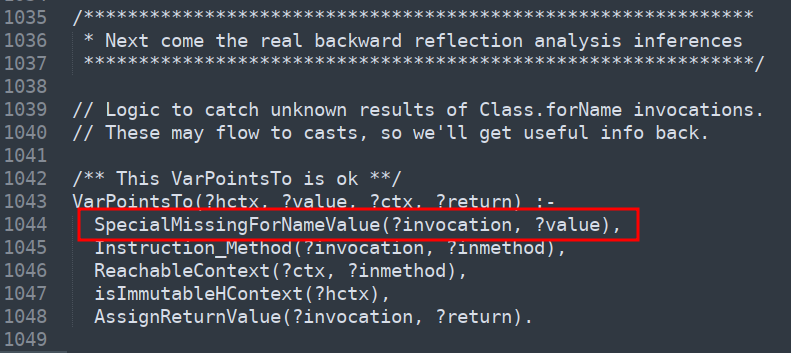 1035 /*************************************************************
1036  * Next come the real backward reflection analysis inferences
1037  *************************************************************/
1038
1039 // Logic to catch unknown results of Class.forName invocations.
1040 // These may flow to casts, so we'll get useful info back.
1041
1042 /** This VarPointsTo is ok **/
1043 VarPointsTo(?hctx, ?value, ?ctx, ?return) :-
1044   SpecialMissingForNameValue(?invocation, ?value),
1045   Instruction_Method(?invocation, ?inmethod),
1046   ReachableContext(?ctx, ?inmethod),
1047   isImmutableHContext(?hctx),
1048   AssignReturnValue(?invocation, ?return).
1049